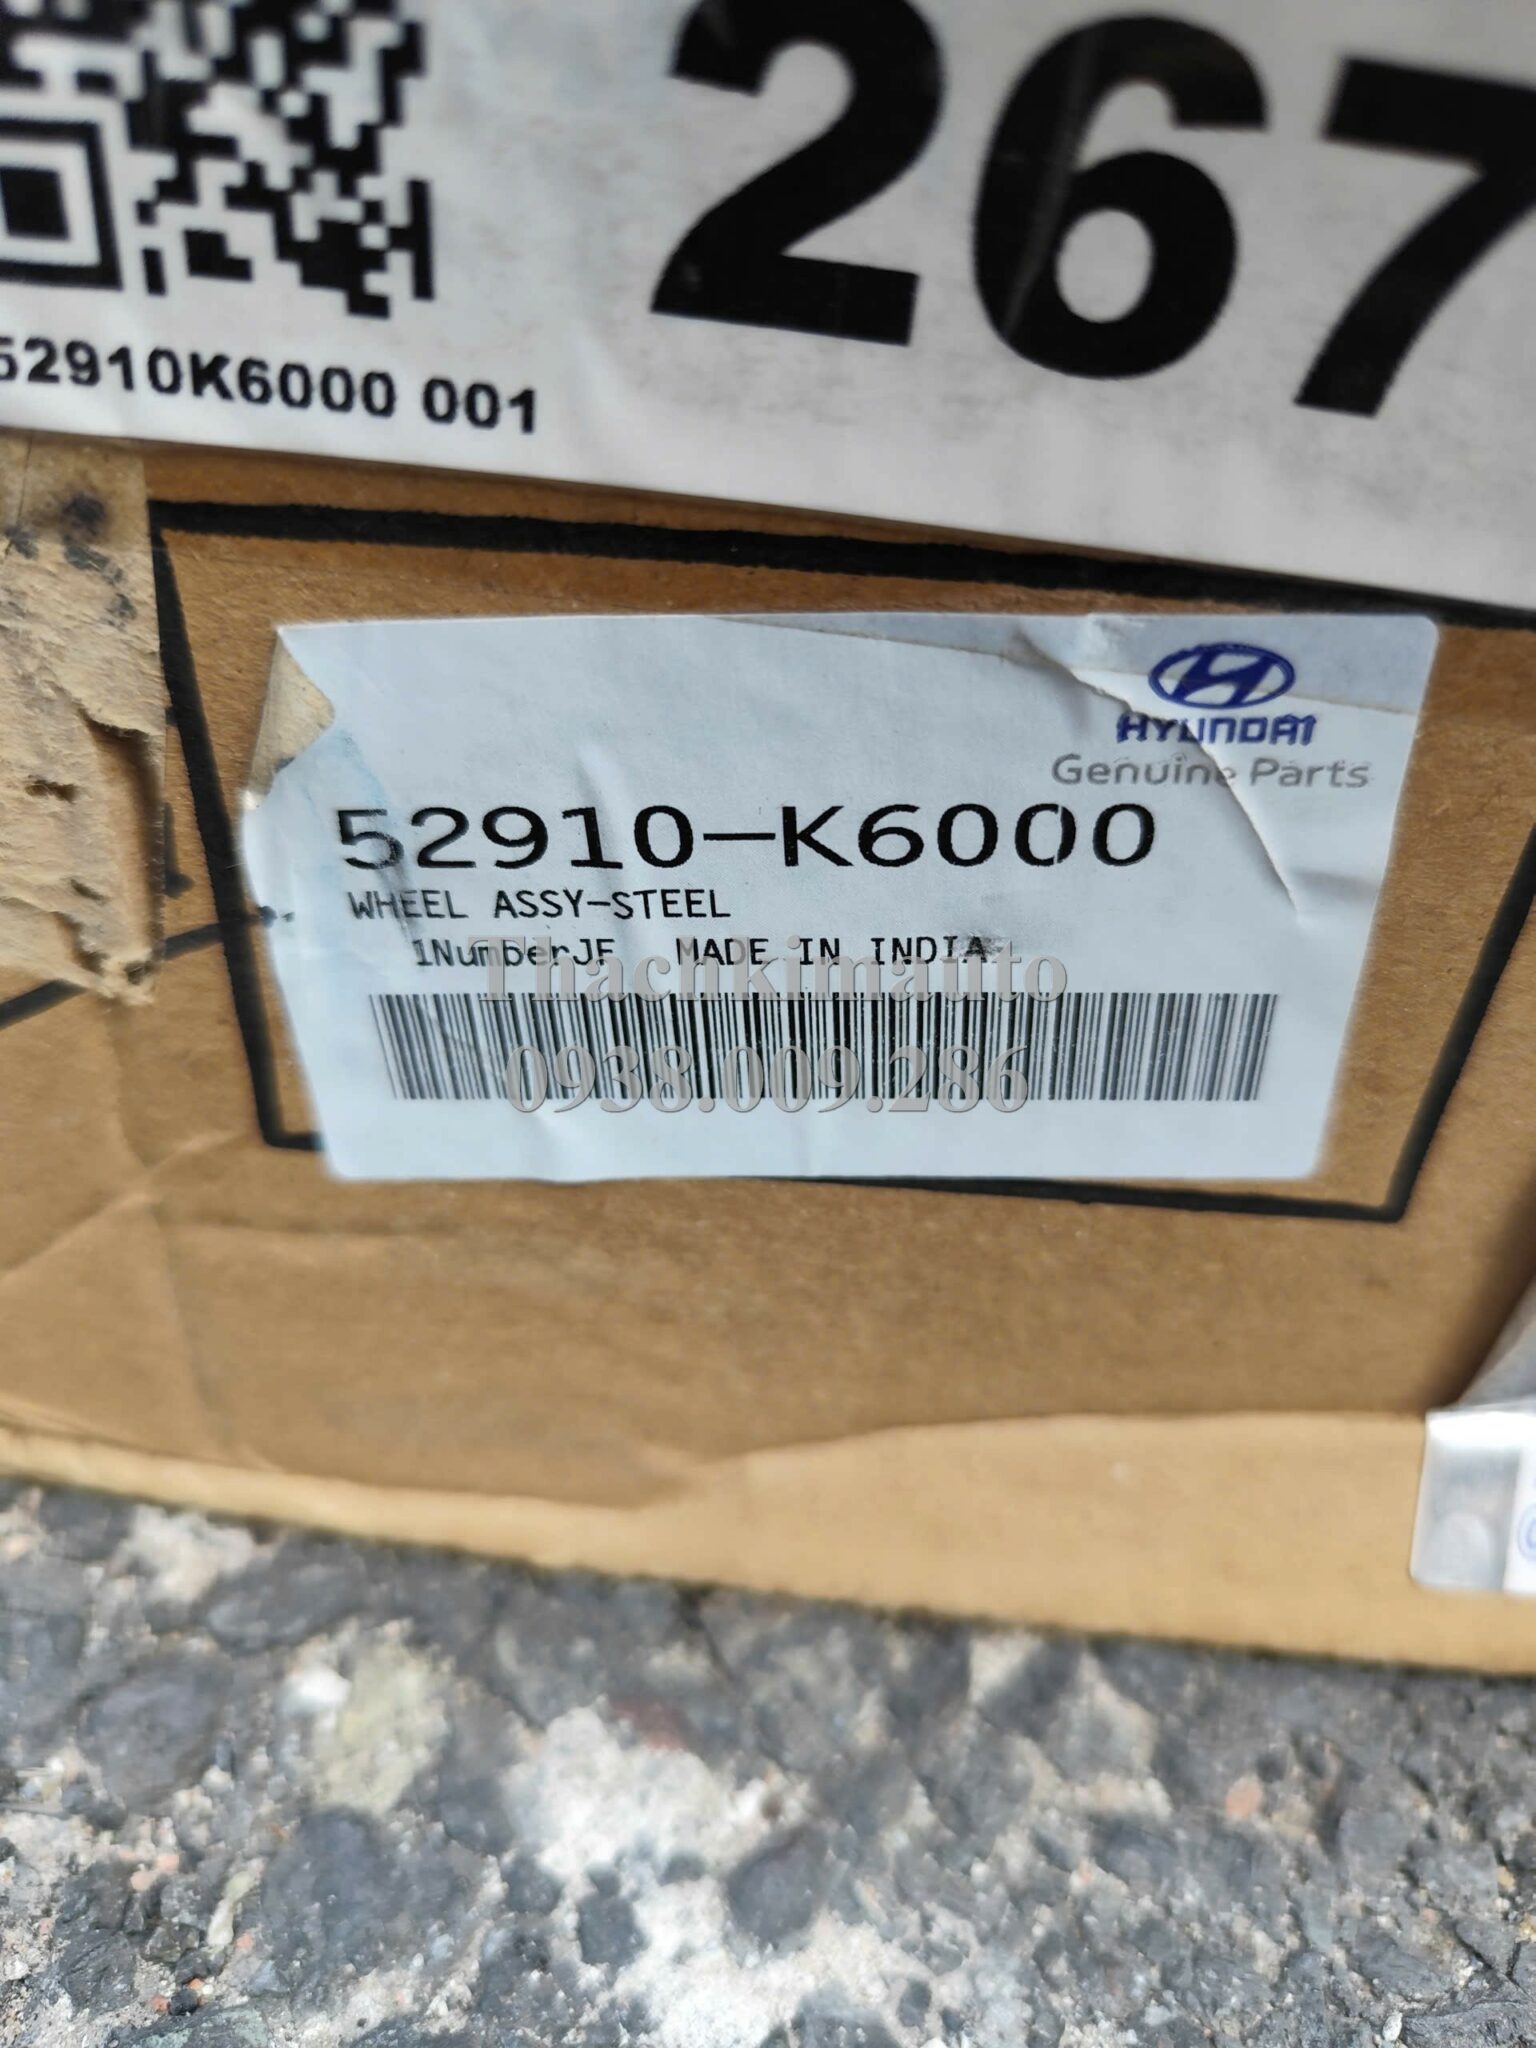 267
52910K6000 001
HYUNDAI
Genuine Parts
52910-K6000
WHEEL ASSY-STEEL
1NumberJF MADE IN INDIA
Thachkimauto
0938.009.286